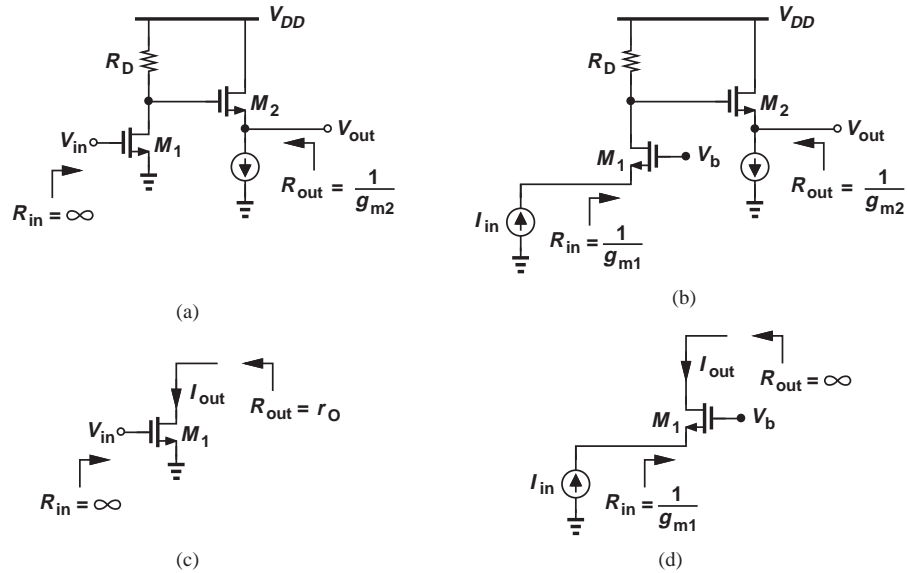 V_DD
R_D
M_2
V_in
M_1
V_out
R_in = ∞
R_out = 1/g_m2
(a)
V_DD
R_D
M_2
M_1
V_b
V_out
I_in
R_in = 1/g_m1
R_out = 1/g_m2
(b)
I_out
R_out = r_O
V_in
M_1
R_in = ∞
(c)
I_out
R_out = ∞
M_1
V_b
I_in
R_in = 1/g_m1
(d)